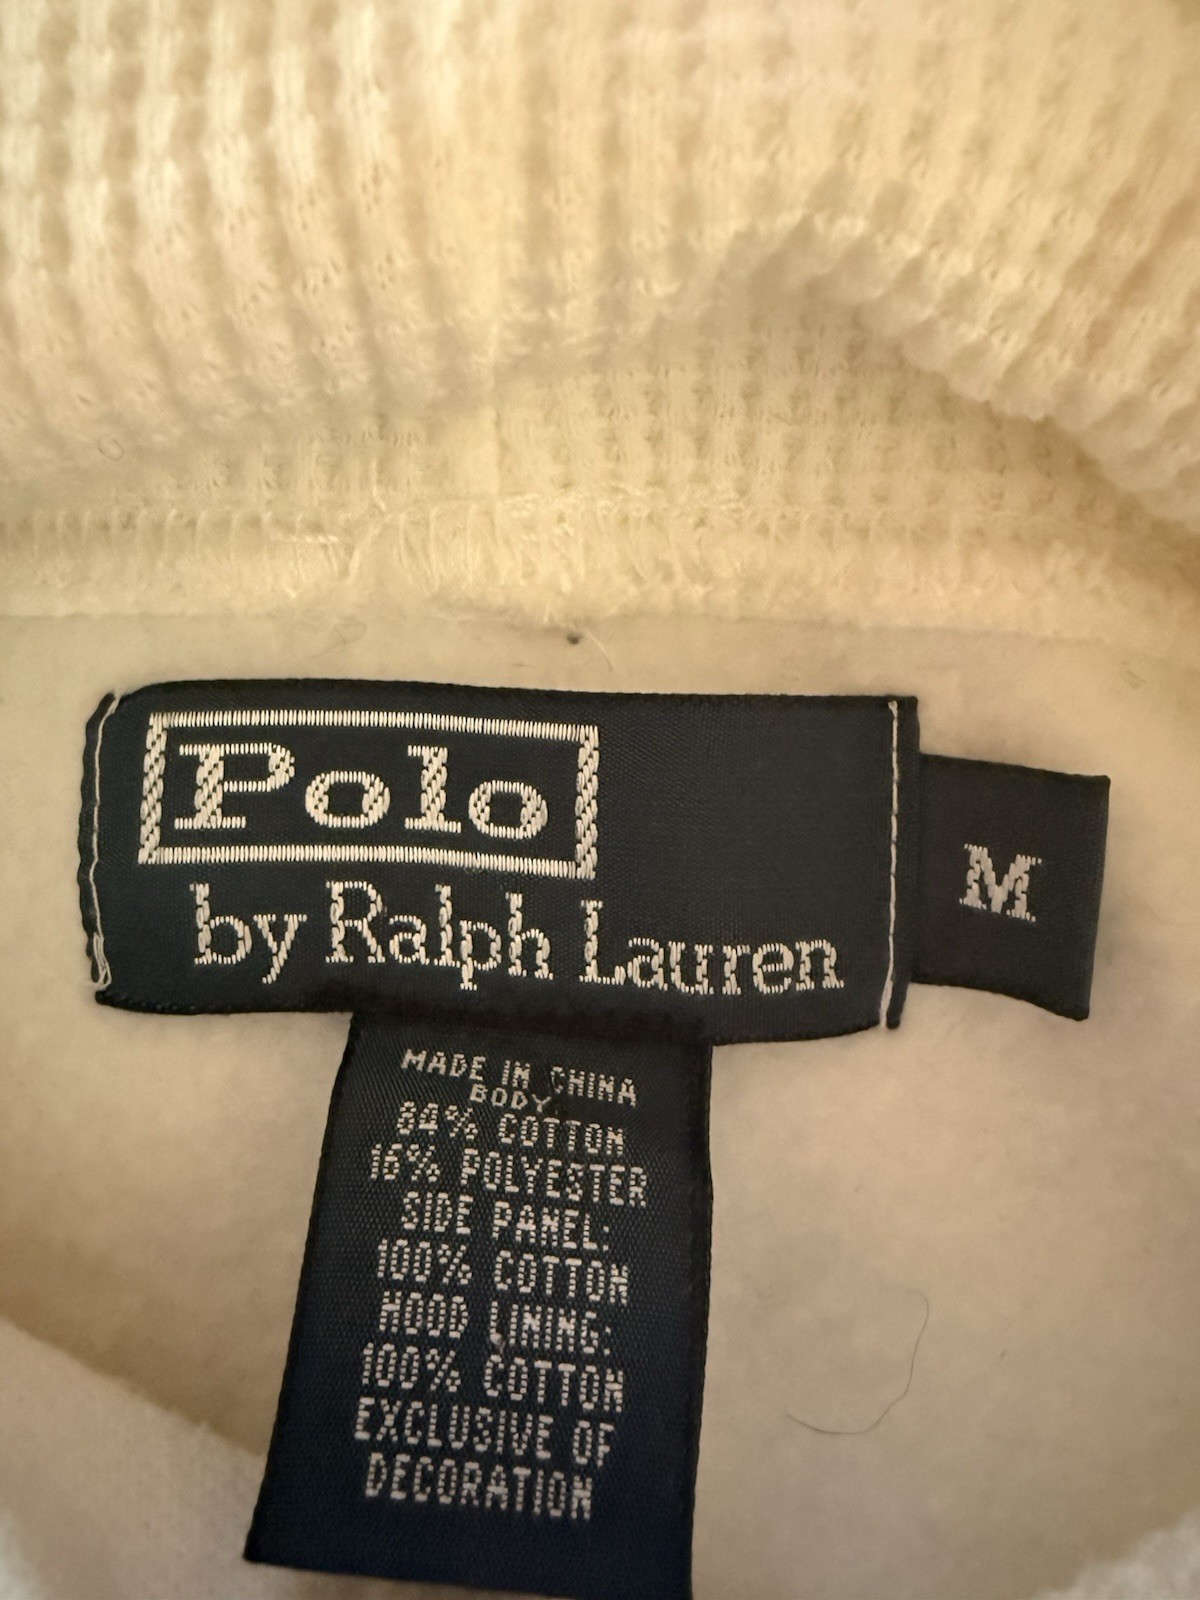 Polo
by Ralph Lauren
M
MADE IN CHINA
BODY:
84% COTTON
16% POLYESTER
SIDE PANEL:
100% COTTON
HOOD LINING:
100% COTTON
EXCLUSIVE OF
DECORATION